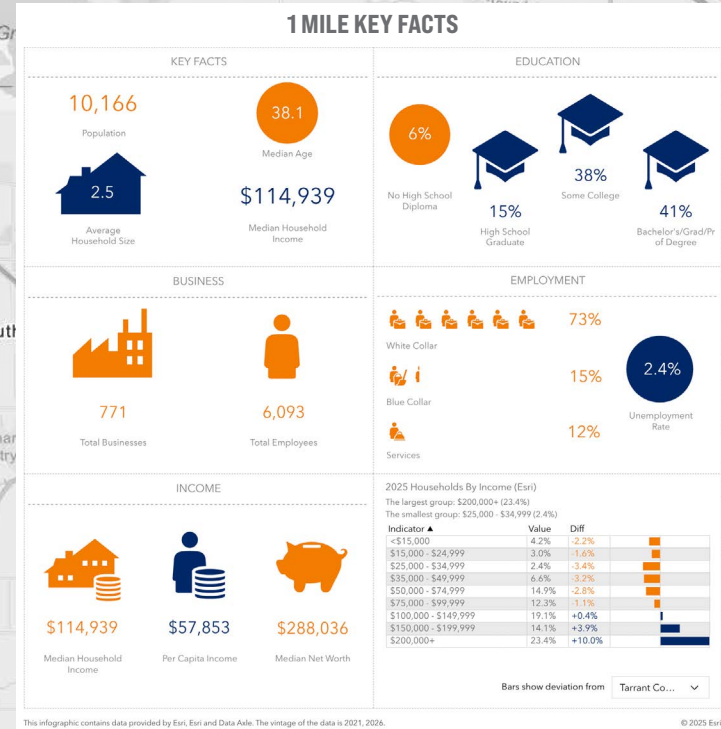 1 MILE KEY FACTS
KEY FACTS
10,166
Population
38.1
Median Age
2.5
Average
Household Size
$114,939
Median Household
Income
EDUCATION
6%
No High School
Diploma
15%
High School
Graduate
38%
Some College
41%
Bachelor's/Grad/Pr
of Degree
BUSINESS
771
Total Businesses
6,093
Total Employees
EMPLOYMENT
73%
White Collar
15%
Blue Collar
12%
Services
2.4%
Unemployment
Rate
INCOME
$114,939
Median Household
Income
$57,853
Per Capita Income
$288,036
Median Net Worth
2025 Households By Income (Esri)
The largest group: $200,000+ (23.4%)
The smallest group: $25,000 - $34,999 (2.4%)
Indicator ▲ Value Diff
<$15,000 4.2% -2.2%
$15,000 - $24,999 3.0% -1.6%
$25,000 - $34,999 2.4% -3.4%
$35,000 - $49,999 6.6% -3.2%
$50,000 - $74,999 14.9% -2.8%
$75,000 - $99,999 12.3% -1.1%
$100,000 - $149,999 19.1% +0.4%
$150,000 - $199,999 14.1% +3.9%
$200,000+ 23.4% +10.0%
Bars show deviation from Tarrant Co...
This infographic contains data provided by Esri, Esri and Data Axle. The vintage of the data is 2021, 2026.
© 2025 Esri